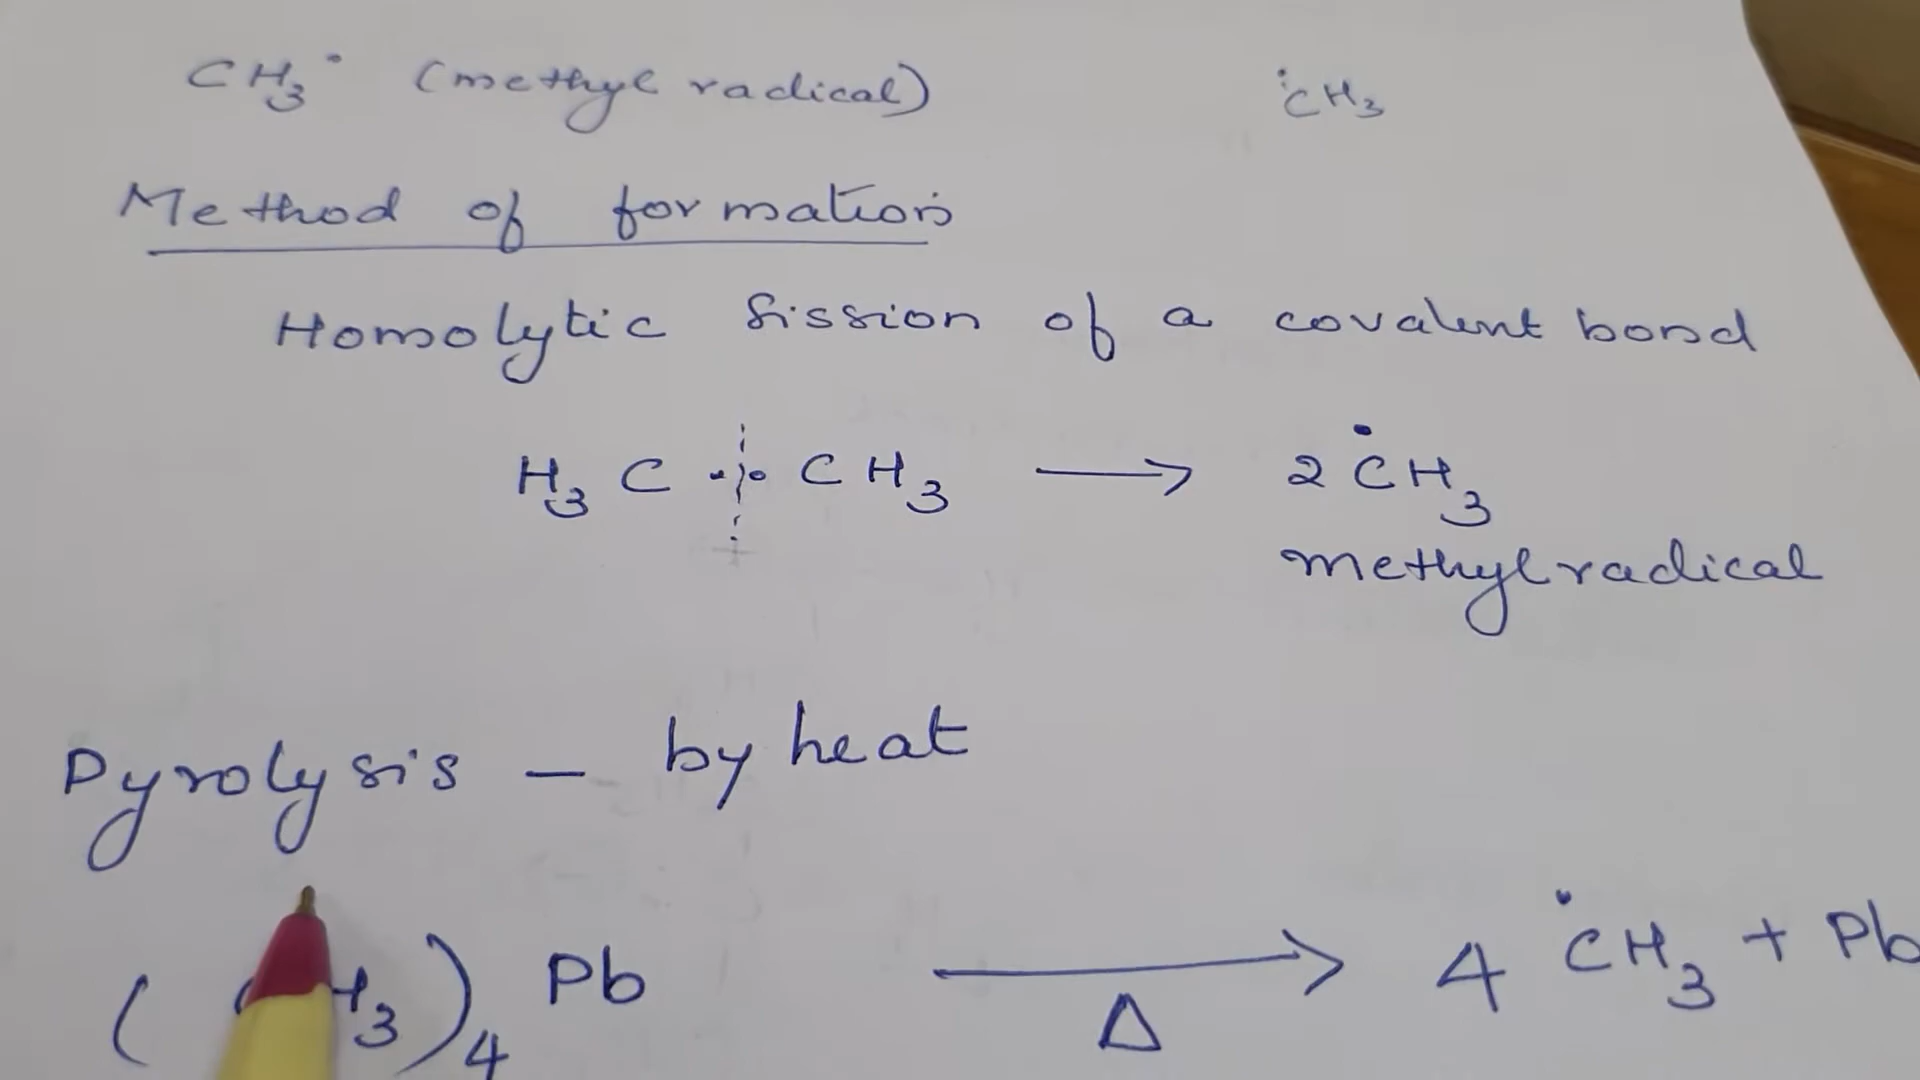 CH₃• (methyl radical) •CH₃
Method of formation
Homolytic fission of a covalent bond
H₃C ·¦· CH₃ ⟶ 2 •CH₃
methyl radical
Pyrolysis – by heat
( H₃)₄ Pb ⟶ 4 •CH₃ + Pb
Δ